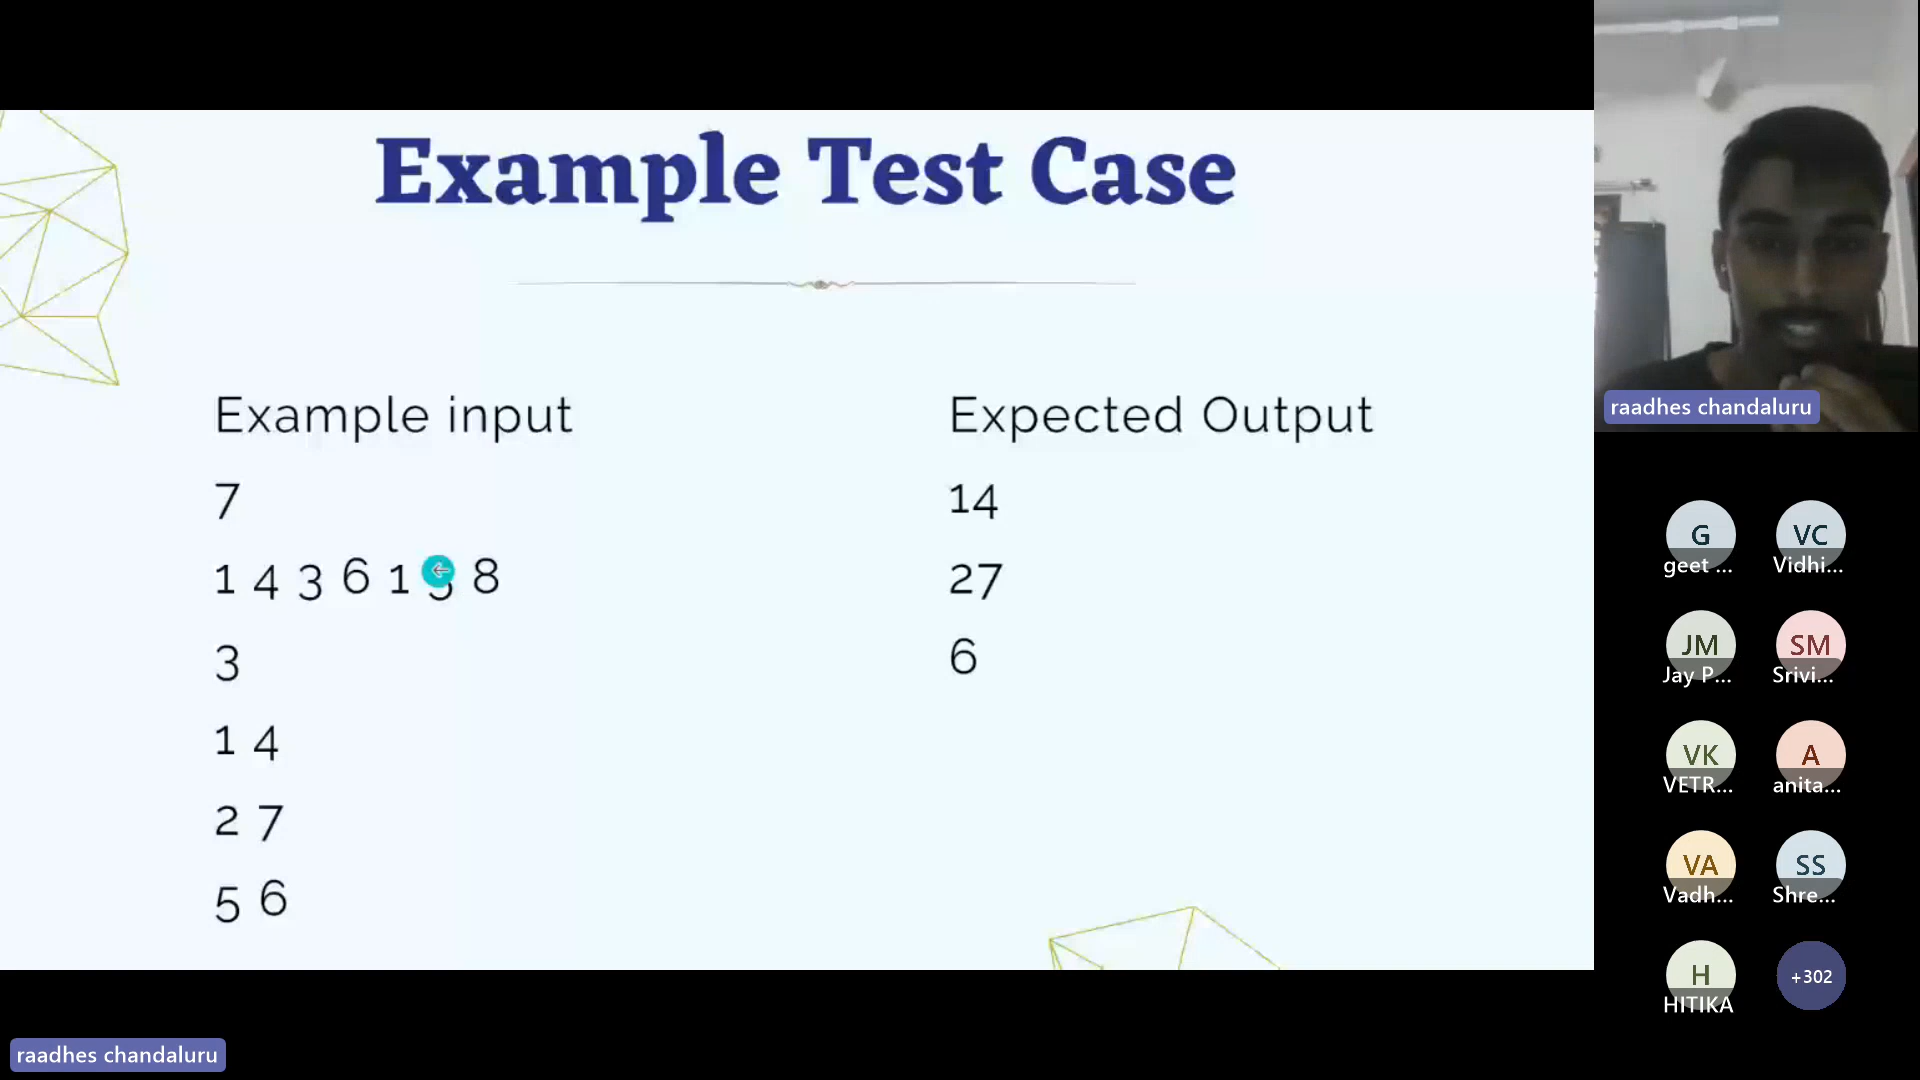 Example Test Case
Example input
7
1 4 3 6 1 5 8
3
1 4
2 7
5 6
Expected Output
14
27
6
raadhes chandaluru
G
geet ...
VC
Vidhi...
JM
Jay P...
SM
Srivi...
VK
VETR...
A
anita...
VA
Vadh...
SS
Shre...
H
HITIKA
+302
raadhes chandaluru